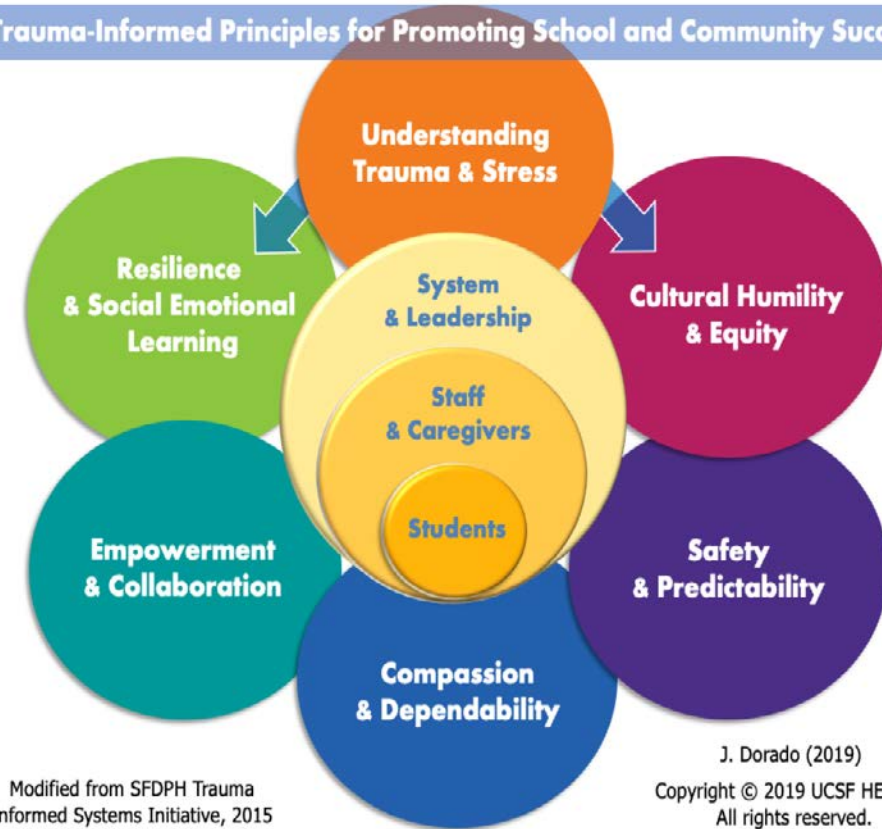 Trauma-Informed Principles for Promoting School and Community Succ
Understanding
Trauma & Stress
Resilience
& Social Emotional
Learning
System
& Leadership
Cultural Humility
& Equity
Staff
& Caregivers
Students
Empowerment
& Collaboration
Safety
& Predictability
Compassion
& Dependability
Modified from SFDPH Trauma
nformed Systems Initiative, 2015
J. Dorado (2019)
Copyright © 2019 UCSF HE
All rights reserved.